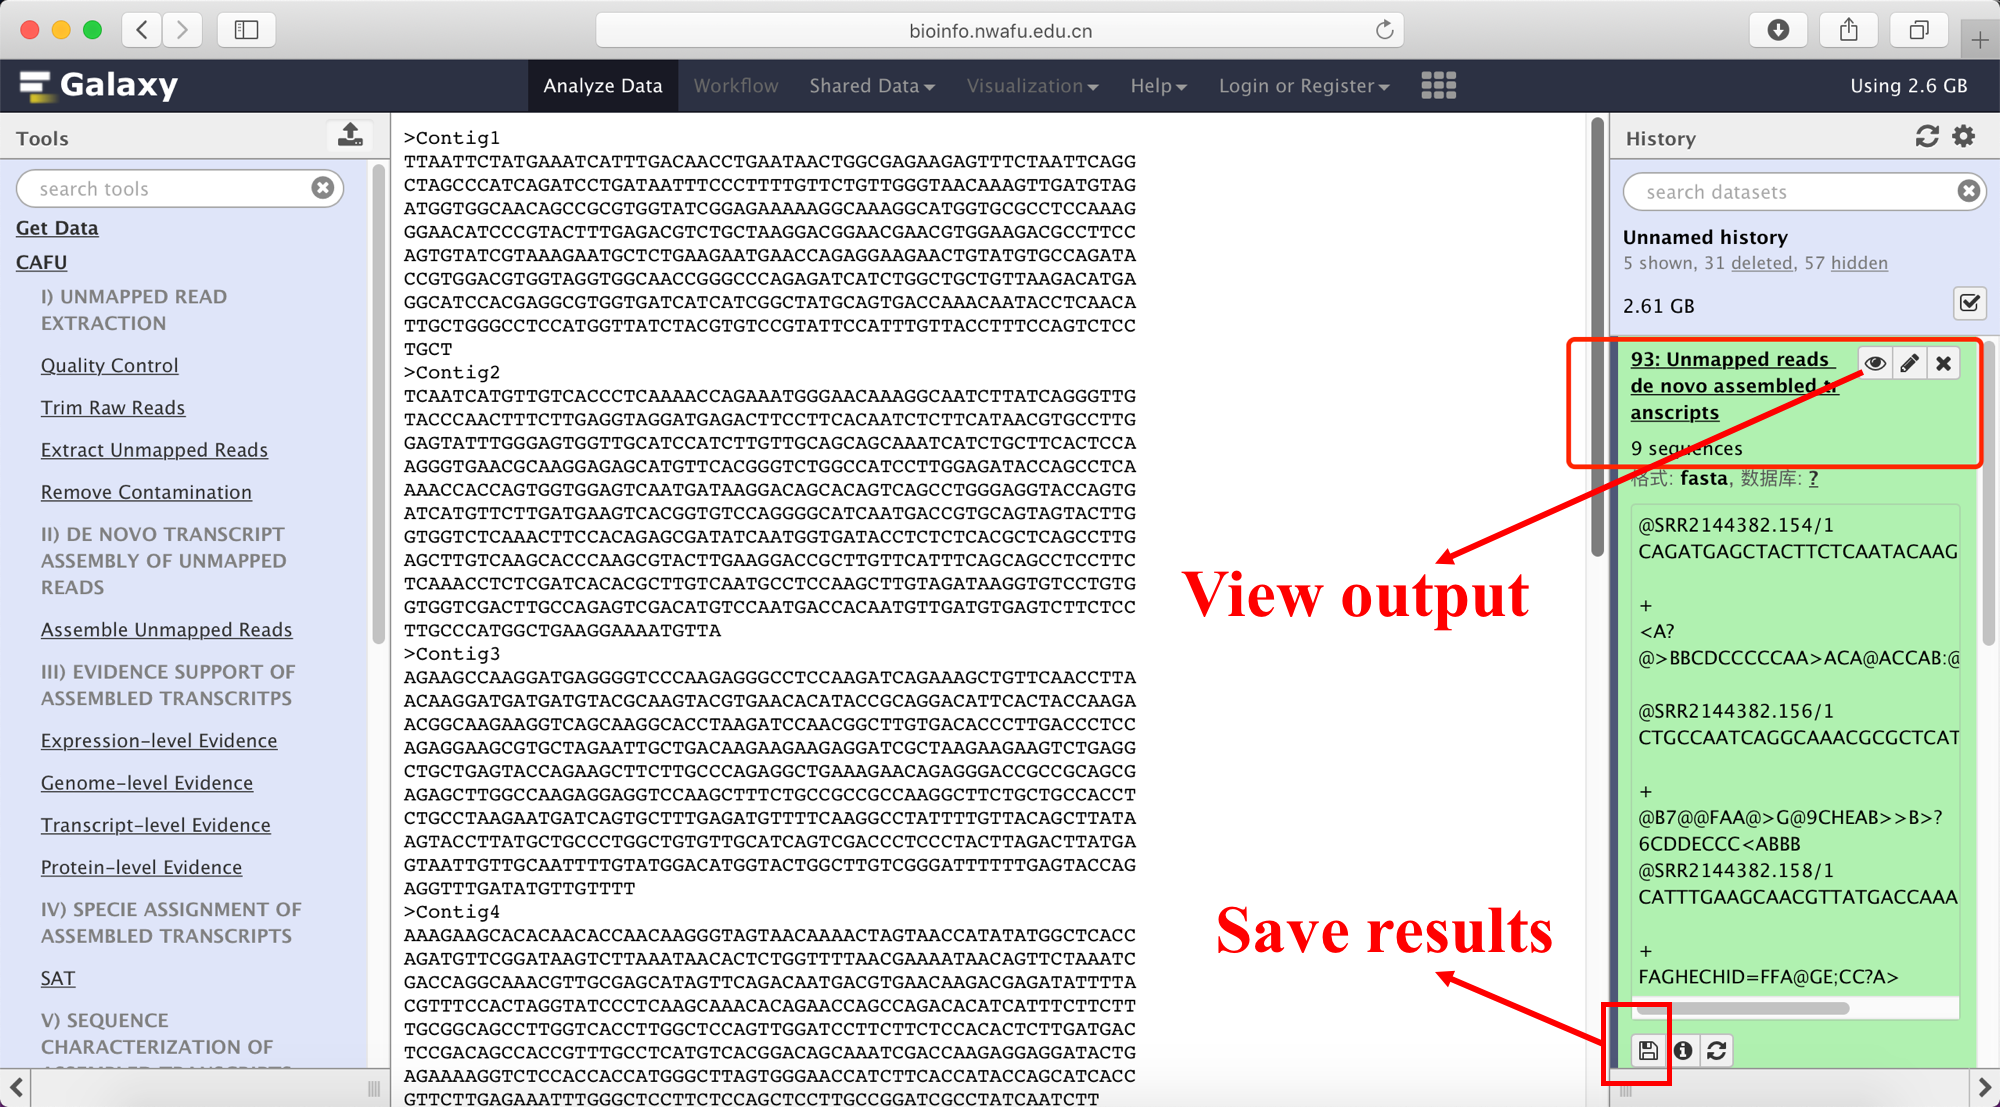 bioinfo.nwafu.edu.cn
Galaxy
Analyze Data
Workflow
Shared Data
Visualization
Help
Login or Register
Using 2.6 GB
Tools
search tools
Get Data
CAFU
I) UNMAPPED READ
EXTRACTION
Quality Control
Trim Raw Reads
Extract Unmapped Reads
Remove Contamination
II) DE NOVO TRANSCRIPT
ASSEMBLY OF UNMAPPED
READS
Assemble Unmapped Reads
III) EVIDENCE SUPPORT OF
ASSEMBLED TRANSCRITPS
Expression-level Evidence
Genome-level Evidence
Transcript-level Evidence
Protein-level Evidence
IV) SPECIE ASSIGNMENT OF
ASSEMBLED TRANSCRIPTS
SAT
V) SEQUENCE
CHARACTERIZATION OF
>Contig1
TTAATTCTATGAAATCATTTGACAACCTGAATAACTGGCGAGAAGAGTTTCTAATTCAGG
CTAGCCCATCAGATCCTGATAATTTCCCTTTTGTTCTGTTGGGTAACAAAGTTGATGTAG
ATGGTGGCAACAGCCGCGTGGTATCGGAGAAAAAGGCAAAGGCATGGTGCGCCTCCAAAG
GGAACATCCCGTACTTTGAGACGTCTGCTAAGGACGGAACGAACGTGGAAGACGCCTTCC
AGTGTATCGTAAAGAATGCTCTGAAGAATGAACCAGAGGAAGAACTGTATGTGCCAGATA
CCGTGGACGTGGTAGGTGGCAACCGGGCCCAGAGATCATCTGGCTGCTGTTAAGACATGA
GGCATCCACGAGGCGTGGTGATCATCATCGGCTATGCAGTGACCAAACAATACCTCAACA
TTGCTGGGCCTCCATGGTTATCTACGTGTCCGTATTCCATTTGTTACCTTTCCAGTCTCC
TGCT
>Contig2
TCAATCATGTTGTCACCCTCAAAACCAGAAATGGGAACAAAGGCAATCTTATCAGGGTTG
TACCCAACTTTCTTGAGGTAGGATGAGACTTCCTTCACAATCTCTTCATAACGTGCCTTG
GAGTATTTGGGAGTGGTTGCATCCATCTTGTTGCAGCAGCAAATCATCTGCTTCACTCCA
AGGGTGAACGCAAGGAGAGCATGTTCACGGGTCTGGCCATCCTTGGAGATACCAGCCTCA
AAACCACCAGTGGTGGAGTCAATGATAAGGACAGCACAGTCAGCCTGGGAGGTACCAGTG
ATCATGTTCTTGATGAAGTCACGGTGTCCAGGGGCATCAATGACCGTGCAGTAGTACTTG
GTGGTCTCAAACTTCCACAGAGCGATATCAATGGTGATACCTCTCTCACGCTCAGCCTTG
AGCTTGTCAAGCACCCAAGCGTACTTGAAGGACCGCTTGTTCATTTCAGCAGCCTCCTTC
TCAAACCTCTCGATCACACGCTTGTCAATGCCTCCAAGCTTGTAGATAAGGTGTCCTGTG
GTGGTCGACTTGCCAGAGTCGACATGTCCAATGACCACAATGTTGATGTGAGTCTTCTCC
TTGCCCATGGCTGAAGGAAAATGTTA
>Contig3
AGAAGCCAAGGATGAGGGGTCCCAAGAGGGCCTCCAAGATCAGAAAGCTGTTCAACCTTA
ACAAGGATGATGATGTACGCAAGTACGTGAACACATACCGCAGGACATTCACTACCAAGA
ACGGCAAGAAGGTCAGCAAGGCACCTAAGATCCAACGGCTTGTGACACCCTTGACCCTCC
AGAGGAAGCGTGCTAGAATTGCTGACAAGAAGAAGAGGATCGCTAAGAAGAAGTCTGAGG
CTGCTGAGTACCAGAAGCTTCTTGCCCAGAGGCTGAAAGAACAGAGGGACCGCCGCAGCG
AGAGCTTGGCCAAGAGGAGGTCCAAGCTTTCTGCCGCCGCCAAGGCTTCTGCTGCCACCT
CTGCCTAAGAATGATCAGTGCTTTGAGATGTTTTCAAGGCCTATTTTGTTACAGCTTATA
AGTACCTTATGCTGCCCTGGCTGTGTTGCATCAGTCGACCCTCCCTACTTAGACTTATGA
GTAATTGTTGCAATTTTGTATGGACATGGTACTGGCTTGTCGGGATTTTTTGAGTACCAG
AGGTTTGATATGTTGTTTT
>Contig4
AAAGAAGCACACAACACCAACAAGGGTAGTAACAAAACTAGTAACCATATATGGCTCACC
AGATGTTCGGATAAGTCTTAAATAACACTCTGGTTTTAACGAAAATAACAGTTCTAAATC
GACCAGGCAAACGTTGCGAGCATAGTTCAGACAATGACGTGAACAAGACGAGATATTTTA
CGTTTCCACTAGGTATCCCTCAAGCAAACACAGAACCAGCCAGACACATCATTTCTTCTT
TGCGGCAGCCTTGGTCACCTTGGCTCCAGTTGGATCCTTCTTCTCCACACTCTTGATGAC
TCCGACAGCCACCGTTTGCCTCATGTCACGGACAGCAAATCGACCAAGAGGAGGATACTG
AGAAAAGGTCTCCACCACCATGGGCTTAGTGGGAACCATCTTCACCATACCAGCATCACC
GTTCTTGAGAAATTTGGGCTCCTTCTCCAGCTCCTTGCCGGATCGCCTATCAATCTT
View output
Save results
History
search datasets
Unnamed history
5 shown, 31 deleted, 57 hidden
2.61 GB
93: Unmapped reads
de novo assembled tr
anscripts
9 sequences
格式: fasta, 数据库: ?
@SRR2144382.154/1
CAGATGAGCTACTTCTCAATACAAG
+
<A?
@>BBCDCCCCCAA>ACA@ACCAB:@
@SRR2144382.156/1
CTGCCAATCAGGCAAACGCGCTCAT
+
@B7@@FAA@>G@9CHEAB>>B>?
6CDDECCC<ABBB
@SRR2144382.158/1
CATTTGAAGCAACGTTATGACCAAA
+
FAGHECHID=FFA@GE;CC?A>